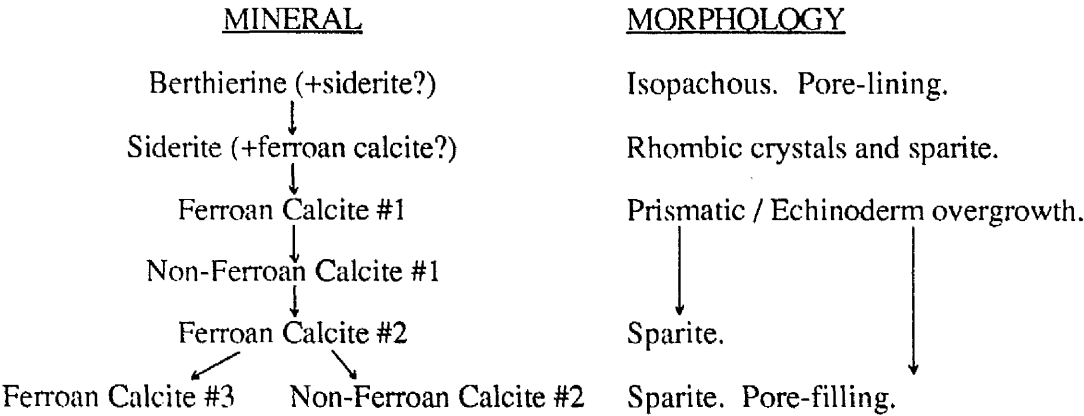 MINERAL MORPHOLOGY
Berthierine (+siderite?) Isopachous. Pore-lining.
Siderite (+ferroan calcite?) Rhombic crystals and sparite.
Ferroan Calcite #1 Prismatic / Echinoderm overgrowth.
Non-Ferroan Calcite #1
Ferroan Calcite #2 Sparite.
Ferroan Calcite #3 Non-Ferroan Calcite #2 Sparite. Pore-filling.